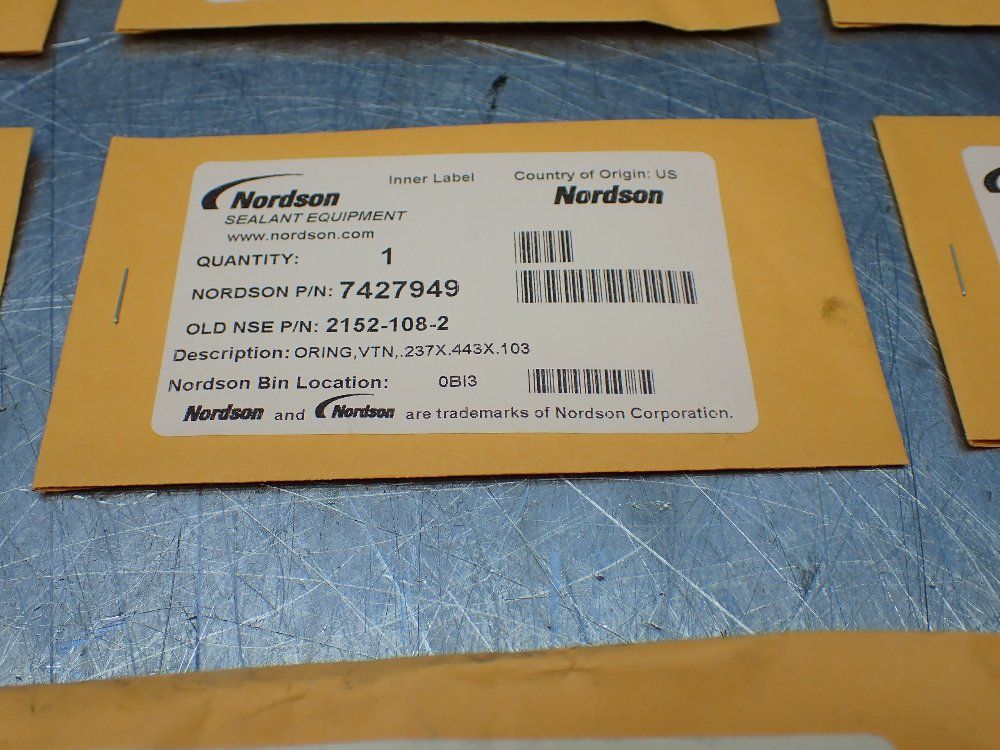 Nordson
Inner Label
Country of Origin: US
Nordson
SEALANT EQUIPMENT
www.nordson.com
QUANTITY: 1
NORDSON P/N: 7427949
OLD NSE P/N: 2152-108-2
Description: ORING,VTN,.237X.443X.103
Nordson Bin Location: 0BI3
Nordson and Nordson are trademarks of Nordson Corporation.